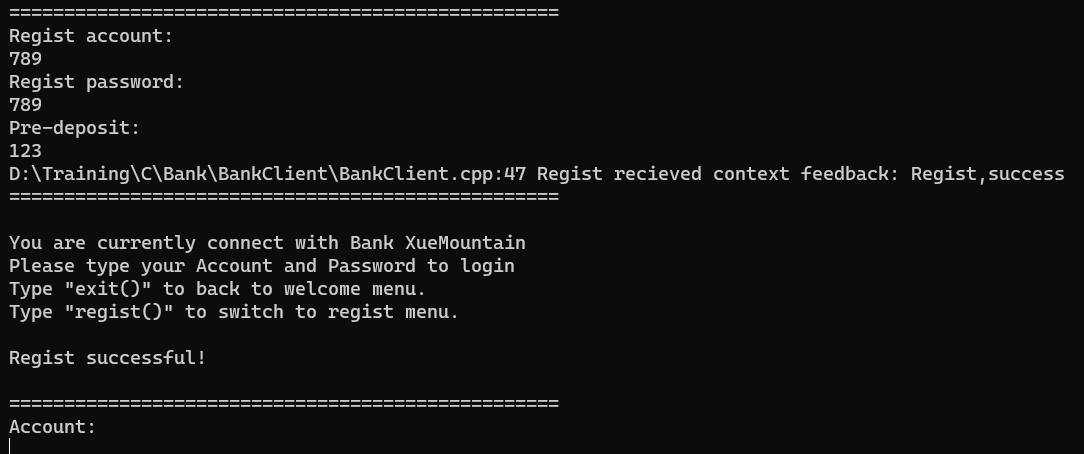 ==================================================
Regist account:
789
Regist password:
789
Pre-deposit:
123
D:\Training\C\Bank\BankClient\BankClient.cpp:47 Regist recieved context feedback: Regist,success
==================================================
You are currently connect with Bank XueMountain
Please type your Account and Password to login
Type "exit()" to back to welcome menu.
Type "regist()" to switch to regist menu.
Regist successful!
==================================================
Account: